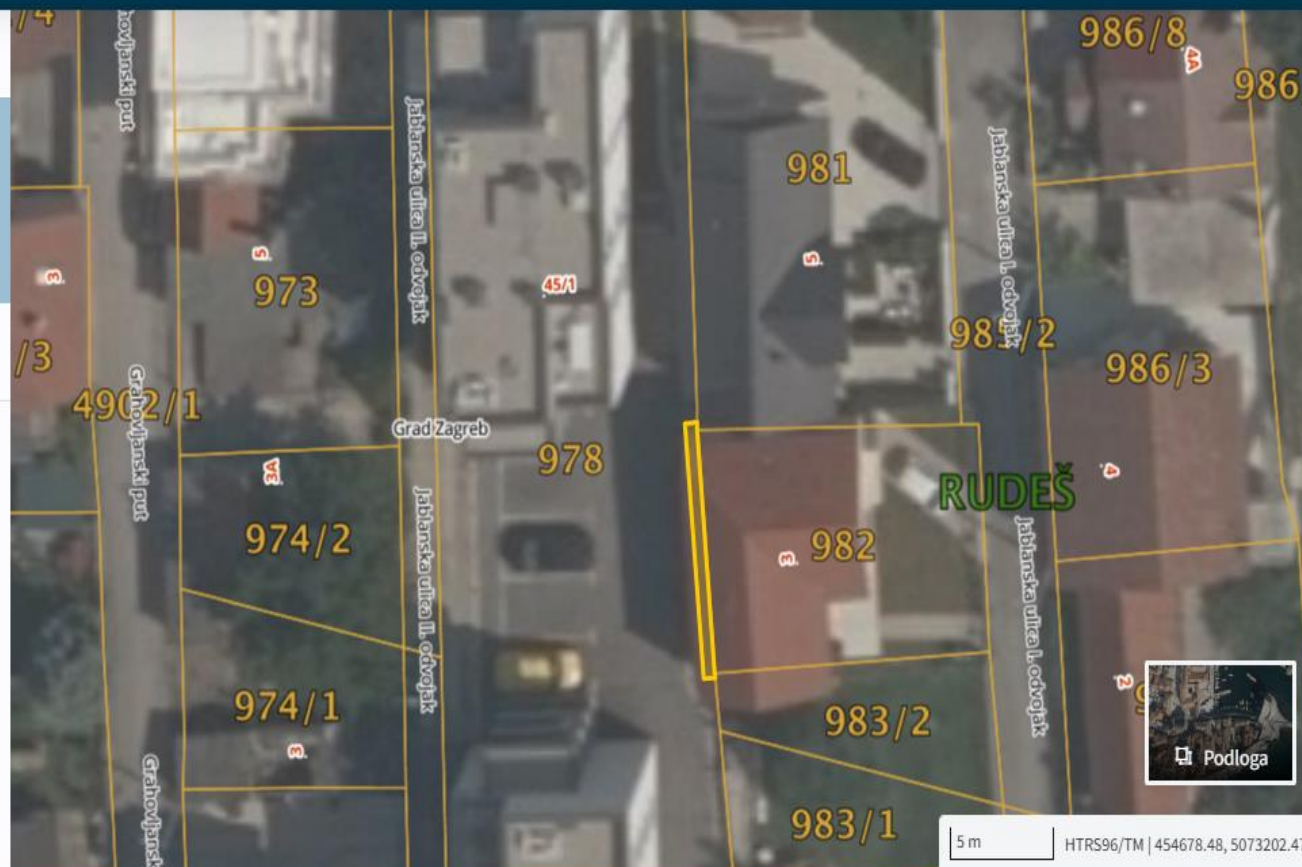 /4
Grahovljanski put
986/8
4A
986
Jablanska ulica II. odvojak
Jablanska ulica I. odvojak
981
5
3
5
973
45/1
985/2
/3
4902/1
986/3
Grahovljanski put
Grad Zagreb
978
3A
4
RUDEŠ
974/2
3
982
Jablanska ulica II. odvojak
Jablanska ulica I. odvojak
2
974/1
3
983/2
9
Podloga
Grahovljanski
983/1
5 m
HTRS96/TM | 454678.48, 5073202.47